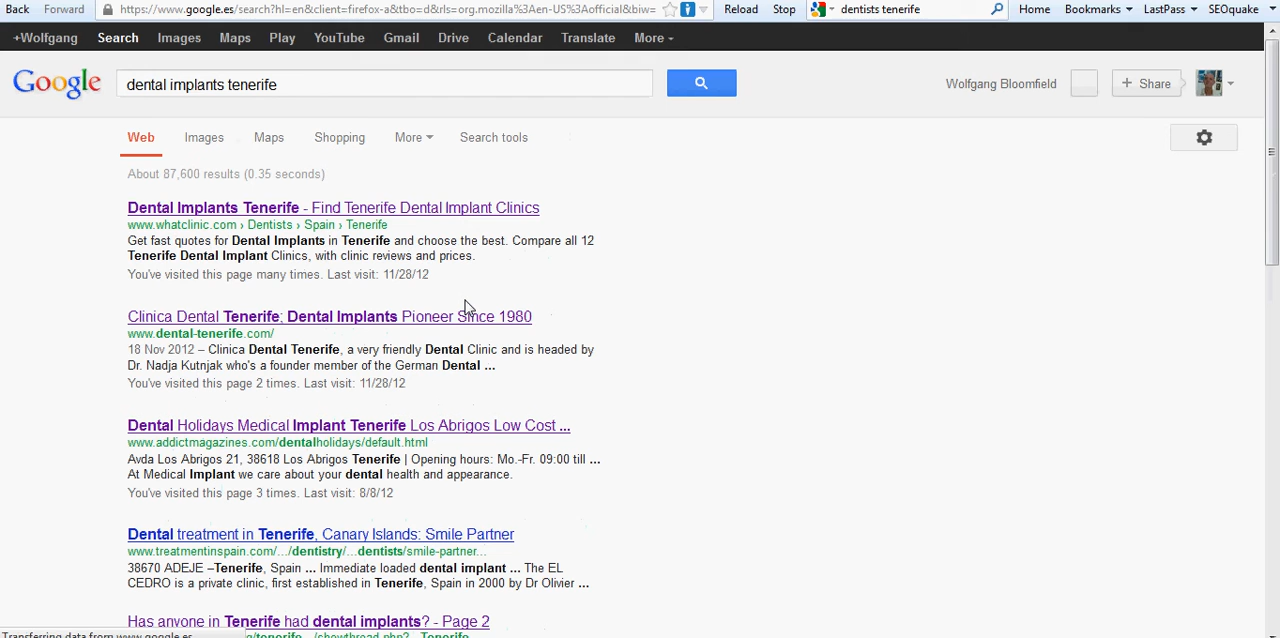 Back Forward https://www.google.es/search?hl=en&client=firefox-a&tbo=d&rls=org.mozilla%3Aen-US%3Aofficial&biw= Reload Stop dentists tenerife Home Bookmarks LastPass SEOquake
+Wolfgang Search Images Maps Play YouTube Gmail Drive Calendar Translate More
Google dental implants tenerife Wolfgang Bloomfield + Share
Web Images Maps Shopping More Search tools
About 87,600 results (0.35 seconds)
Dental Implants Tenerife - Find Tenerife Dental Implant Clinics
www.whatclinic.com › Dentists › Spain › Tenerife
Get fast quotes for Dental Implants in Tenerife and choose the best. Compare all 12
Tenerife Dental Implant Clinics, with clinic reviews and prices.
You've visited this page many times. Last visit: 11/28/12
Clinica Dental Tenerife; Dental Implants Pioneer Since 1980
www.dental-tenerife.com/
18 Nov 2012 – Clinica Dental Tenerife, a very friendly Dental Clinic and is headed by
Dr. Nadja Kutnjak who's a founder member of the German Dental ...
You've visited this page 2 times. Last visit: 11/28/12
Dental Holidays Medical Implant Tenerife Los Abrigos Low Cost ...
www.addictmagazines.com/dentalholidays/default.html
Avda Los Abrigos 21, 38618 Los Abrigos Tenerife | Opening hours: Mo.-Fr. 09:00 till ...
At Medical Implant we care about your dental health and appearance.
You've visited this page 3 times. Last visit: 8/8/12
Dental treatment in Tenerife, Canary Islands: Smile Partner
www.treatmentinspain.com/.../dentistry/...dentists/smile-partner...
38670 ADEJE –Tenerife, Spain ... Immediate loaded dental implant ... The EL
CEDRO is a private clinic, first established in Tenerife, Spain in 2000 by Dr Olivier ...
Has anyone in Tenerife had dental implants? - Page 2
Transferring data from www.google.es tenerife.../showthread.php?...Tenerife